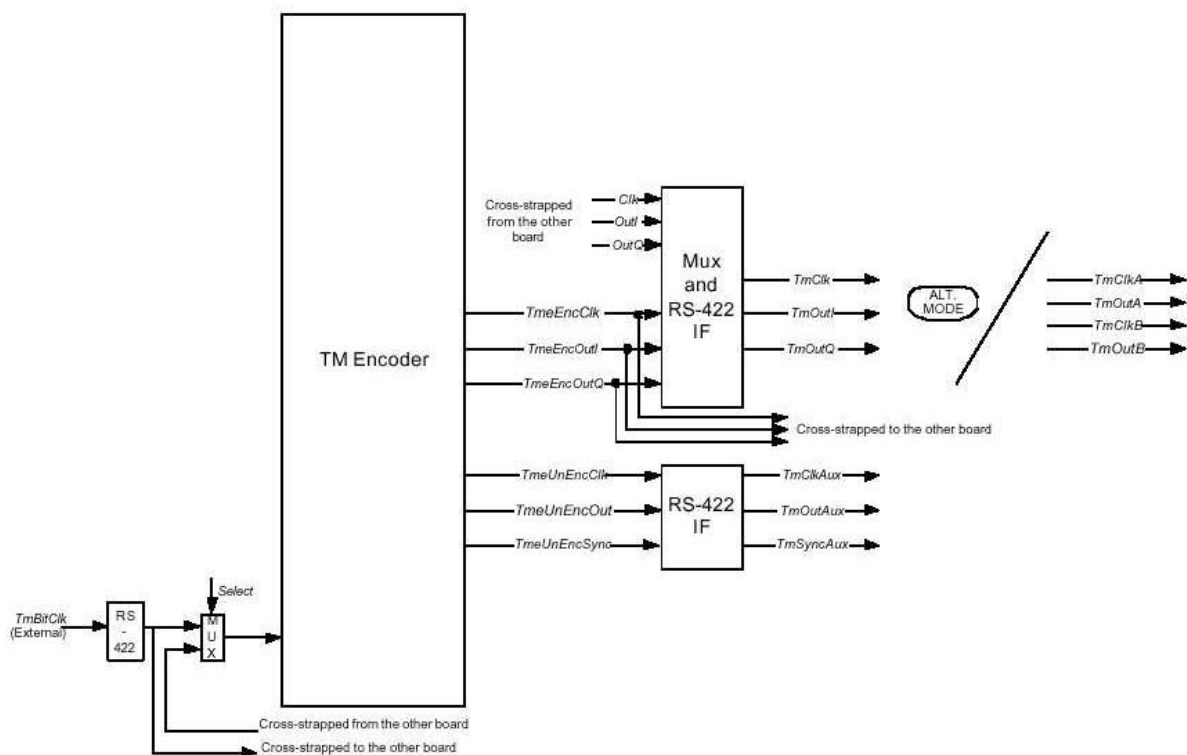 Clk
Cross-strapped
from the other
board
OutI
OutQ
Mux
and
RS-422
IF
TmClk
TmOutI
TmOutQ
ALT.
MODE
TmClkA
TmOutA
TmClkB
TmOutB
TM Encoder
TmeEncClk
TmeEncOutI
TmeEncOutQ
Cross-strapped to the other board
TmeUnEncClk
TmeUnEncOut
TmeUnEncSync
RS-422
IF
TmClkAux
TmOutAux
TmSyncAux
Select
TmBitClk
(External)
RS
-
422
M
U
X
Cross-strapped from the other board
Cross-strapped to the other board